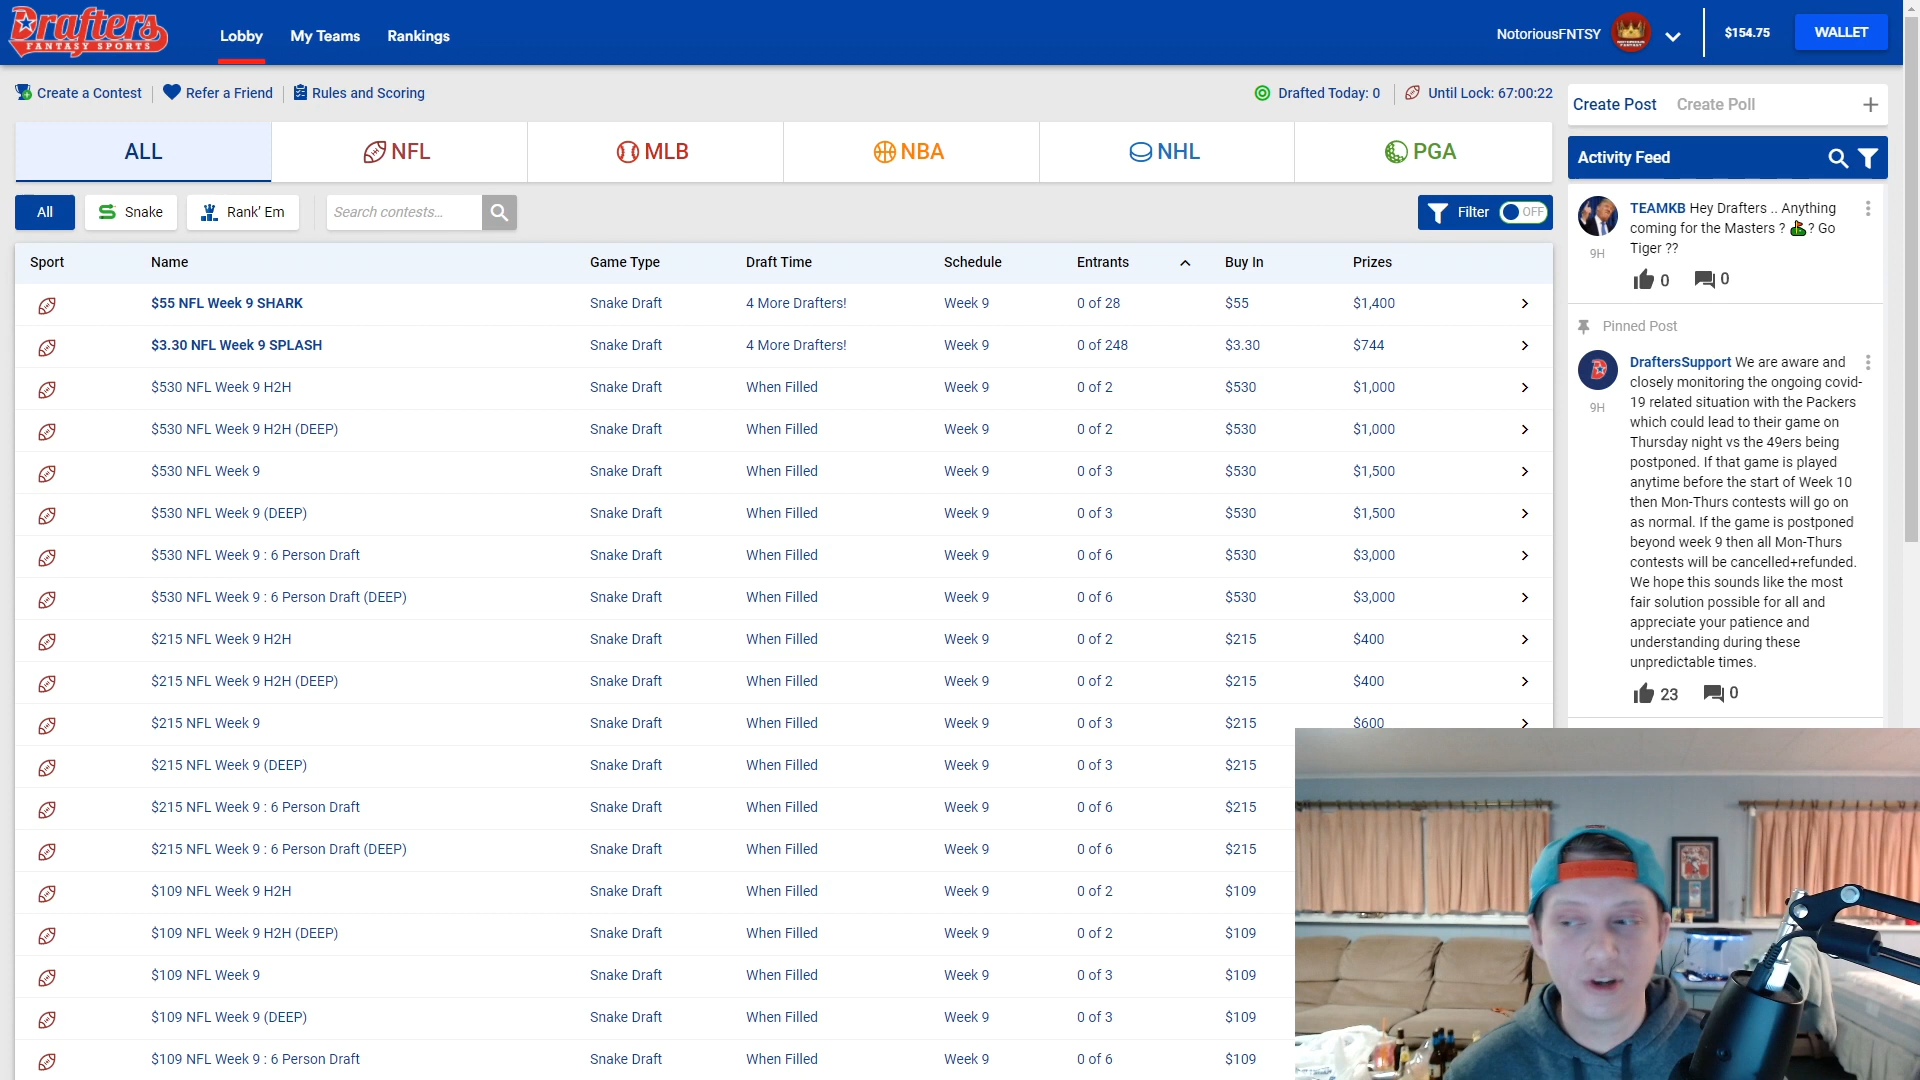 Drafters
FANTASY SPORTS
Lobby My Teams Rankings
NotoriousFNTSY $154.75 WALLET
Create a Contest Refer a Friend Rules and Scoring
Drafted Today: 0 Until Lock: 67:00:22
ALL NFL MLB NBA NHL PGA
All Snake Rank' Em Search contests... Filter OFF
Sport Name Game Type Draft Time Schedule Entrants Buy In Prizes
$55 NFL Week 9 SHARK Snake Draft 4 More Drafters! Week 9 0 of 28 $55 $1,400
$3.30 NFL Week 9 SPLASH Snake Draft 4 More Drafters! Week 9 0 of 248 $3.30 $744
$530 NFL Week 9 H2H Snake Draft When Filled Week 9 0 of 2 $530 $1,000
$530 NFL Week 9 H2H (DEEP) Snake Draft When Filled Week 9 0 of 2 $530 $1,000
$530 NFL Week 9 Snake Draft When Filled Week 9 0 of 3 $530 $1,500
$530 NFL Week 9 (DEEP) Snake Draft When Filled Week 9 0 of 3 $530 $1,500
$530 NFL Week 9 : 6 Person Draft Snake Draft When Filled Week 9 0 of 6 $530 $3,000
$530 NFL Week 9 : 6 Person Draft (DEEP) Snake Draft When Filled Week 9 0 of 6 $530 $3,000
$215 NFL Week 9 H2H Snake Draft When Filled Week 9 0 of 2 $215 $400
$215 NFL Week 9 H2H (DEEP) Snake Draft When Filled Week 9 0 of 2 $215 $400
$215 NFL Week 9 Snake Draft When Filled Week 9 0 of 3 $215 $600
$215 NFL Week 9 (DEEP) Snake Draft When Filled Week 9 0 of 3 $215
$215 NFL Week 9 : 6 Person Draft Snake Draft When Filled Week 9 0 of 6 $215
$215 NFL Week 9 : 6 Person Draft (DEEP) Snake Draft When Filled Week 9 0 of 6 $215
$109 NFL Week 9 H2H Snake Draft When Filled Week 9 0 of 2 $109
$109 NFL Week 9 H2H (DEEP) Snake Draft When Filled Week 9 0 of 2 $109
$109 NFL Week 9 Snake Draft When Filled Week 9 0 of 3 $109
$109 NFL Week 9 (DEEP) Snake Draft When Filled Week 9 0 of 3 $109
$109 NFL Week 9 : 6 Person Draft Snake Draft When Filled Week 9 0 of 6 $109
Create Post Create Poll +
Activity Feed
TEAMKB Hey Drafters .. Anything
coming for the Masters ? ⛳? Go
Tiger ??
9H
0 0
Pinned Post
DraftersSupport We are aware and
closely monitoring the ongoing covid-
19 related situation with the Packers
9H
which could lead to their game on
Thursday night vs the 49ers being
postponed. If that game is played
anytime before the start of Week 10
then Mon-Thurs contests will go on
as normal. If the game is postponed
beyond week 9 then all Mon-Thurs
contests will be cancelled+refunded.
We hope this sounds like the most
fair solution possible for all and
appreciate your patience and
understanding during these
unpredictable times.
23 0